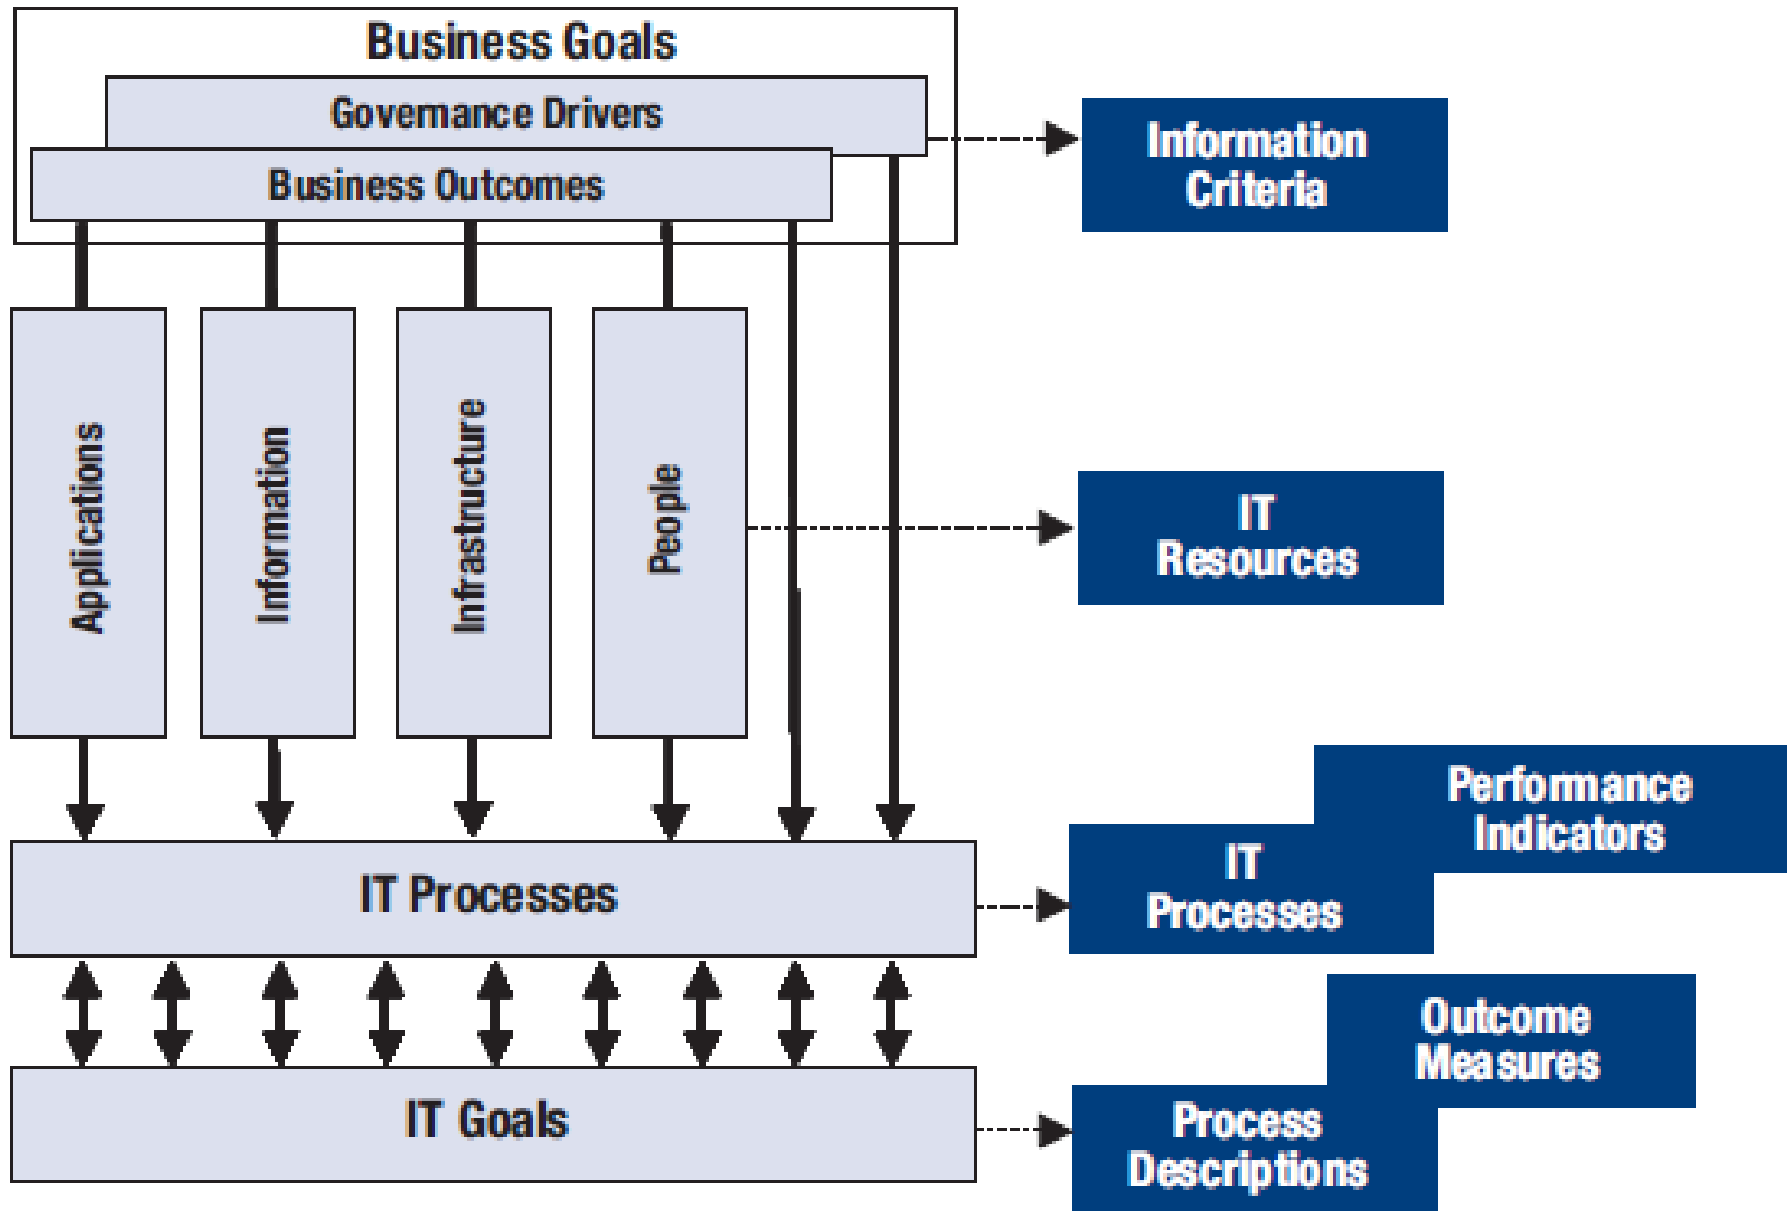 Business Goals
Governance Drivers
Business Outcomes
Information
Criteria
Applications
Information
Infrastructure
People
IT
Resources
Performance
Indicators
IT
Processes
IT Processes
Outcome
Measures
IT Goals
Process
Descriptions